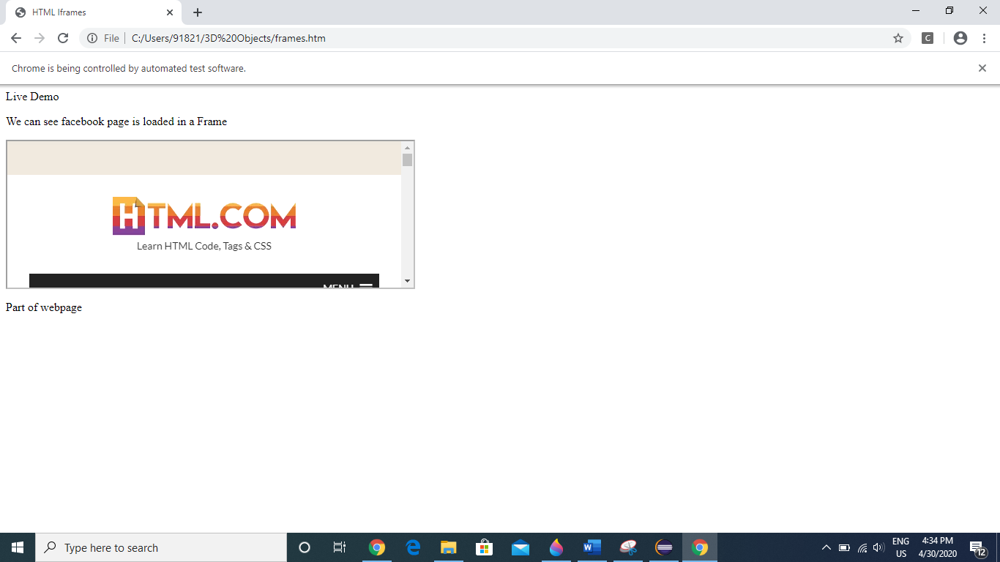 HTML Iframes
File
C:/Users/91821/3D%20Objects/frames.htm
C
Chrome is being controlled by automated test software.
Live Demo
We can see facebook page is loaded in a Frame
HTML.COM
Learn HTML Code, Tags & CSS
MENU
Part of webpage
Type here to search
W
ENG
US
4:34 PM
4/30/2020
12